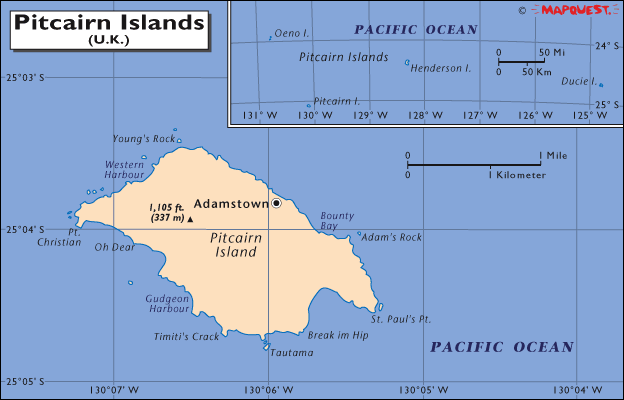 Pitcairn Islands
(U.K.)
© MAPQUEST.
PACIFIC OCEAN
Oeno I.
Pitcairn Islands
Henderson I.
Ducie I.
Pitcairn I.
0 50 Mi
0 50 Km
24° S
25° S
131° W
130° W
129° W
128° W
127° W
126° W
125° W
25°03' S
Young's Rock
Western
Harbour
0 1 Mile
0 1 Kilometer
1,105 ft.
(337 m)
Adamstown
Bounty
Bay
Adam's Rock
25°04' S
Pt.
Christian
Oh Dear
Pitcairn
Island
Gudgeon
Harbour
St. Paul's Pt.
Timiti's Crack
Break im Hip
Tautama
PACIFIC OCEAN
25°05' S
130°07' W
130°06' W
130°05' W
130°04' W